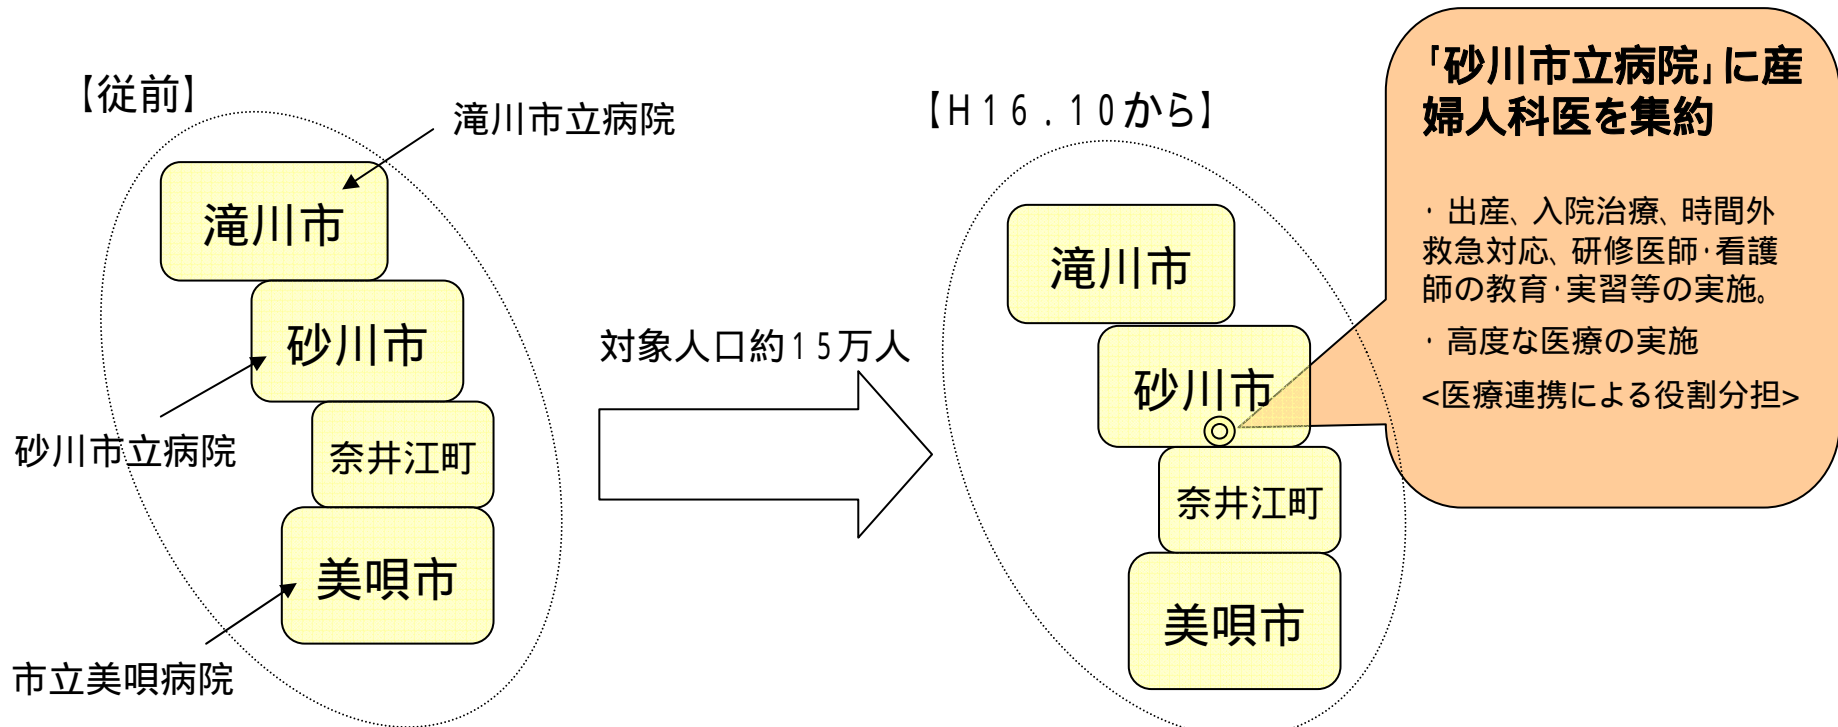 【従前】
滝川市立病院
滝川市
砂川市
砂川市立病院
奈井江町
美唄市
市立美唄病院
対象人口約15万人
【H16.10から】
滝川市
砂川市
奈井江町
美唄市
「砂川市立病院」に産
婦人科医を集約
・出産、入院治療、時間外
救急対応、研修医師・看護
師の教育・実習等の実施。
・高度な医療の実施
<医療連携による役割分担>